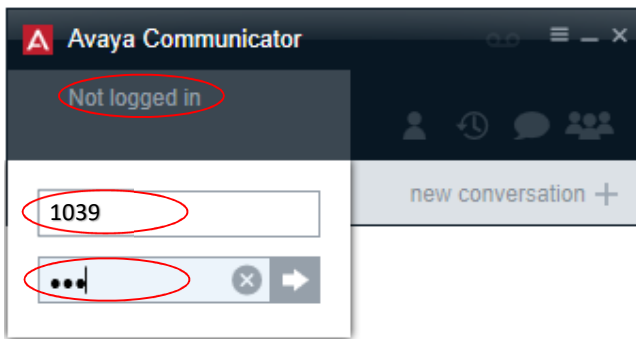 Avaya Communicator
Not logged in
1039
•••
new conversation +